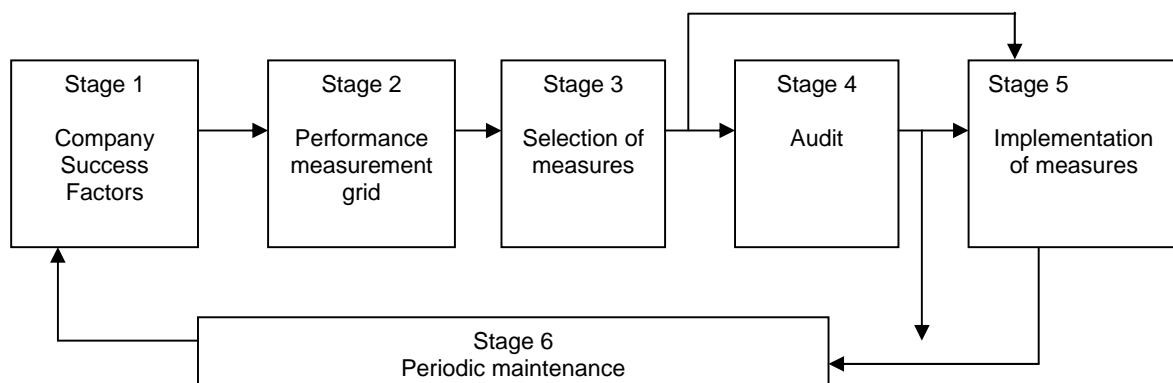 Stage 1
Company
Success
Factors
Stage 2
Performance
measurement
grid
Stage 3
Selection of
measures
Stage 4
Audit
Stage 5
Implementation
of measures
Stage 6
Periodic maintenance